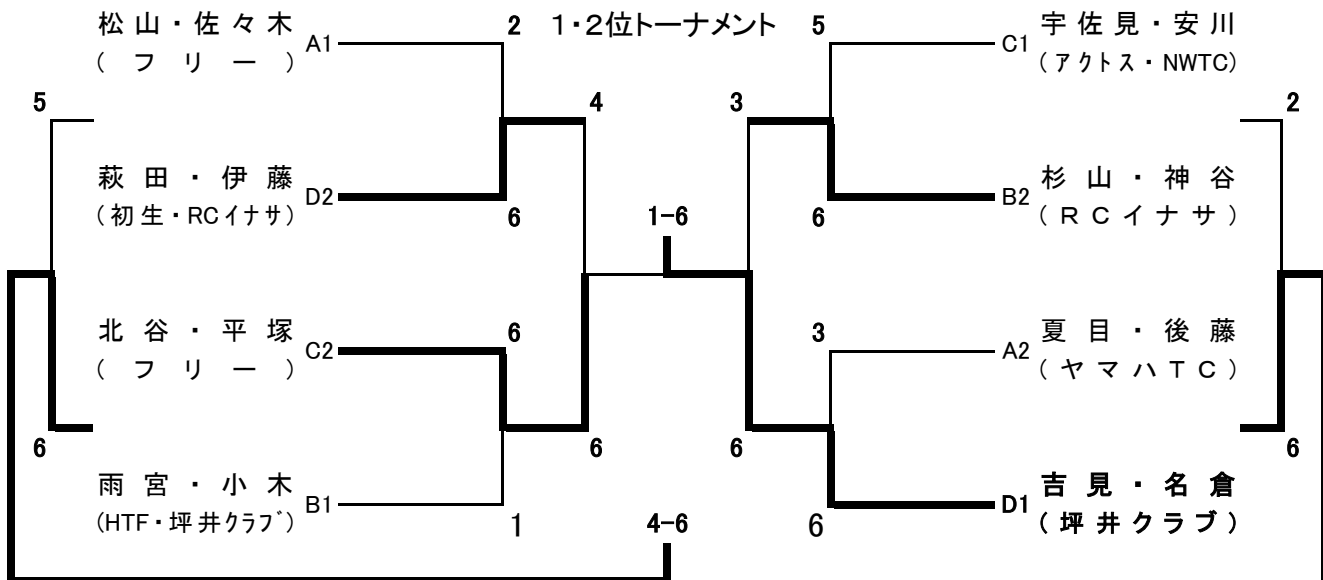 1・2位トーナメント
松山・佐々木
(フリー)
A1
2
5
宇佐見・安川
(アクトス・NWTC)
C1
5
4
3
2
萩田・伊藤
(初生・RCイナサ)
D2
6
1-6
6
杉山・神谷
(RCイナサ)
B2
北谷・平塚
(フリー)
C2
6
3
夏目・後藤
(ヤマハTC)
A2
6
6
6
6
雨宮・小木
(HTF・坪井クラブ)
B1
1
4-6
6
吉見・名倉
(坪井クラブ)
D1